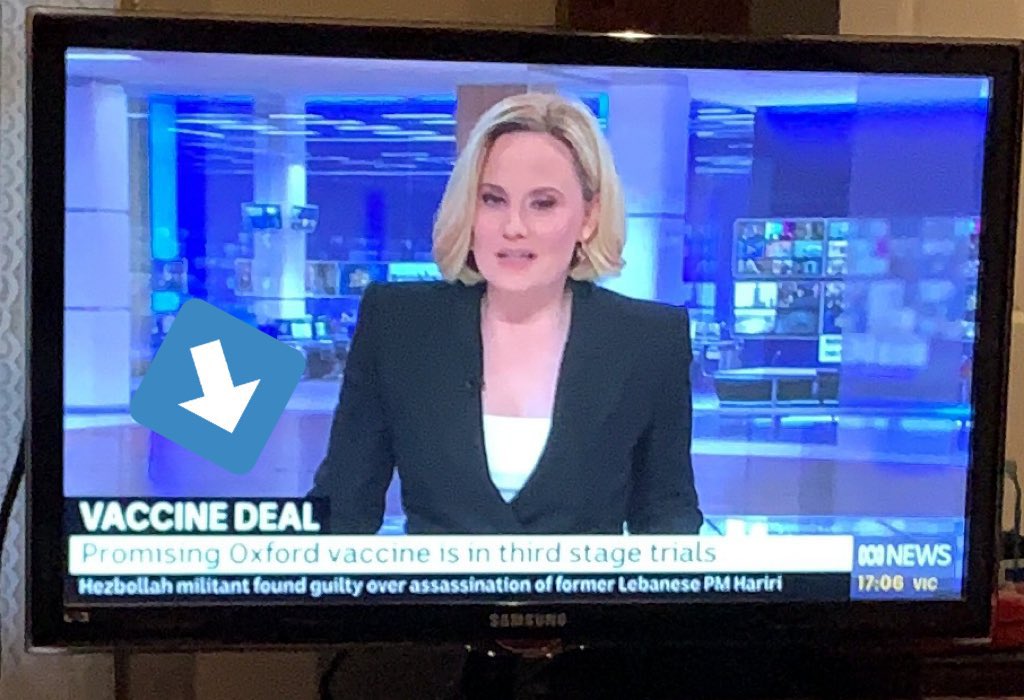 VACCINE DEAL
Promising Oxford vaccine is in third stage trials
Hezbollah militant found guilty over assassination of former Lebanese PM Hariri
ABC NEWS
17:06 VIC
SAMSUNG